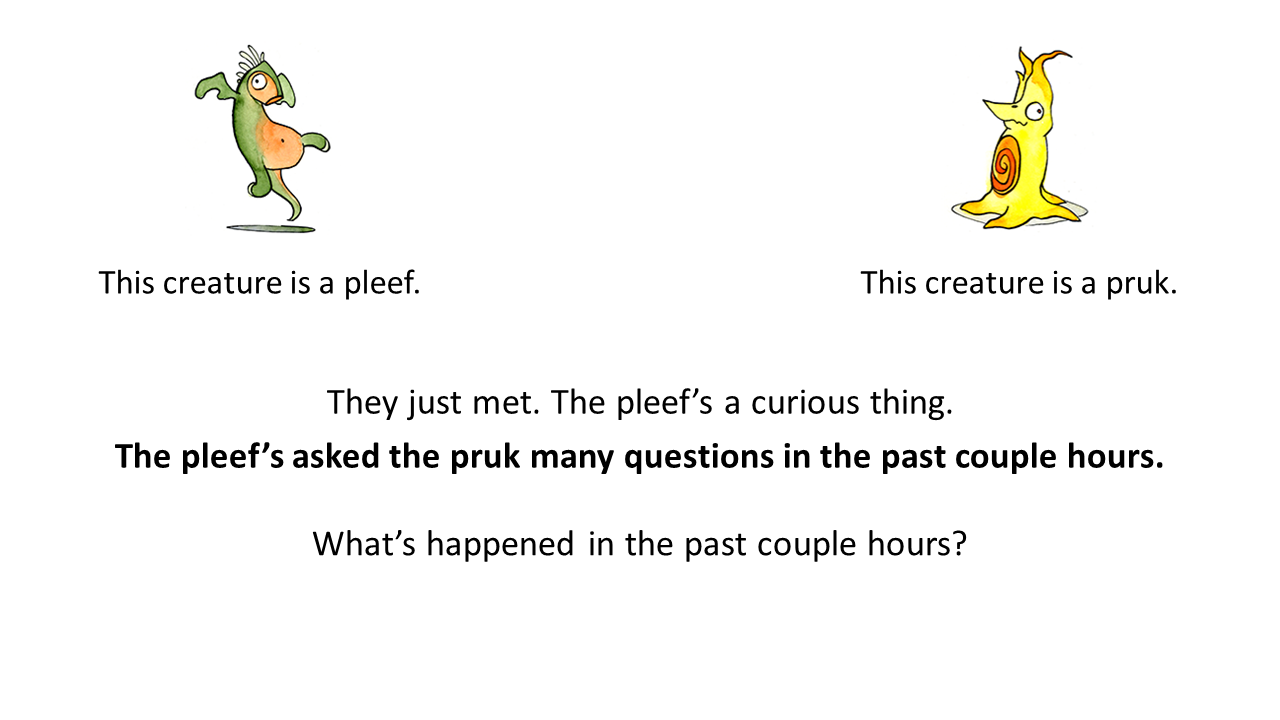 This creature is a pleef.
This creature is a pruk.
They just met. The pleef’s a curious thing.
The pleef’s asked the pruk many questions in the past couple hours.
What’s happened in the past couple hours?